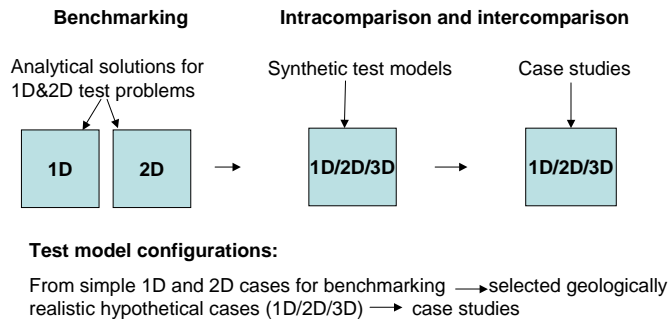 Benchmarking
Intracomparison and intercomparison
Analytical solutions for
1D&2D test problems
Synthetic test models
Case studies
1D
2D
1D/2D/3D
1D/2D/3D
Test model configurations:
From simple 1D and 2D cases for benchmarking → selected geologically
realistic hypothetical cases (1D/2D/3D) → case studies